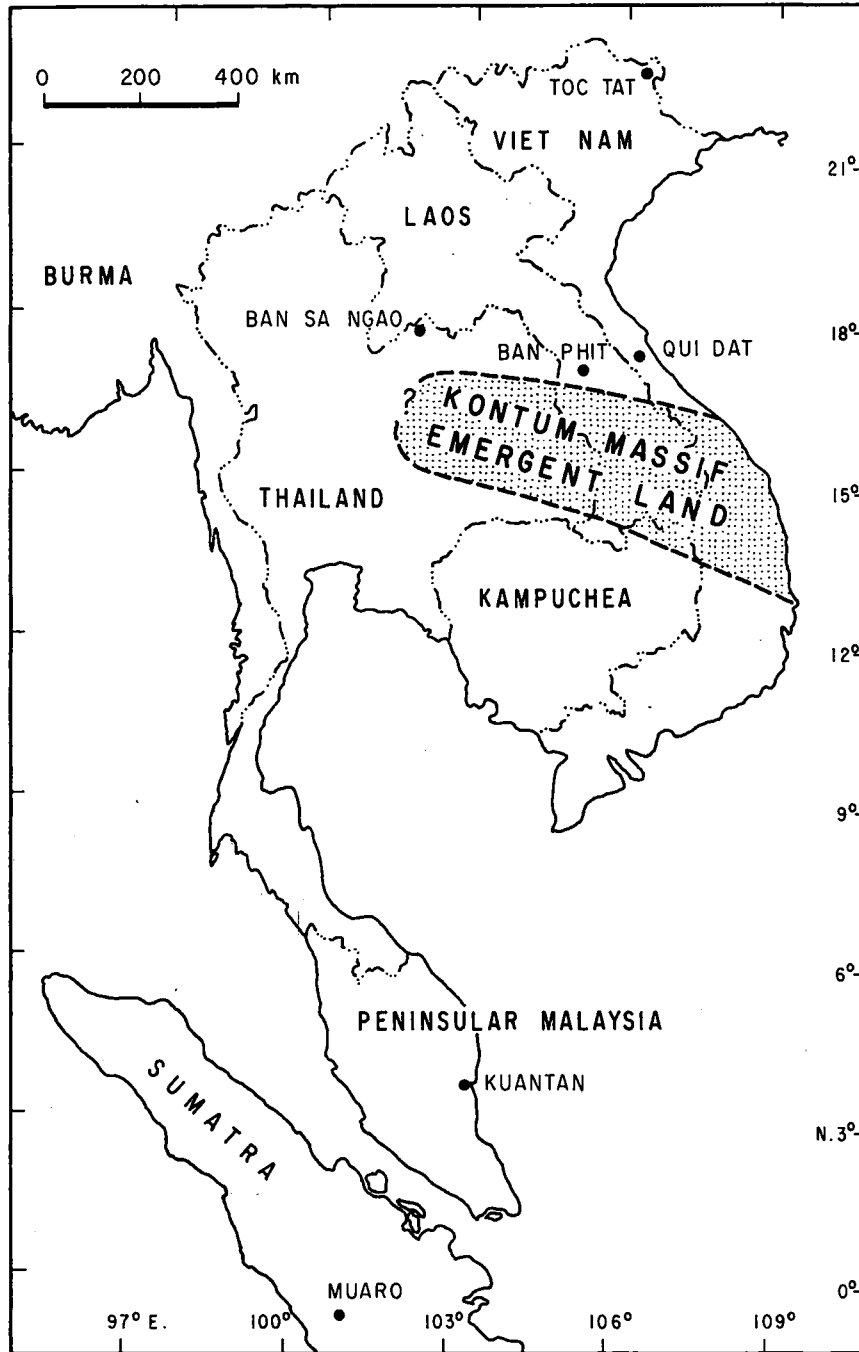 0 200 400 km
TOC TAT
VIET NAM
21°
LAOS
BURMA
BAN SA NGAO
18°
BAN PHIT
QUI DAT
?
KONTUM MASSIF
EMERGENT LAND
THAILAND
15°
KAMPUCHEA
12°
9°
6°
PENINSULAR MALAYSIA
SUMATRA
KUANTAN
N. 3°
MUARO
0°
97° E. 100° 103° 106° 109°